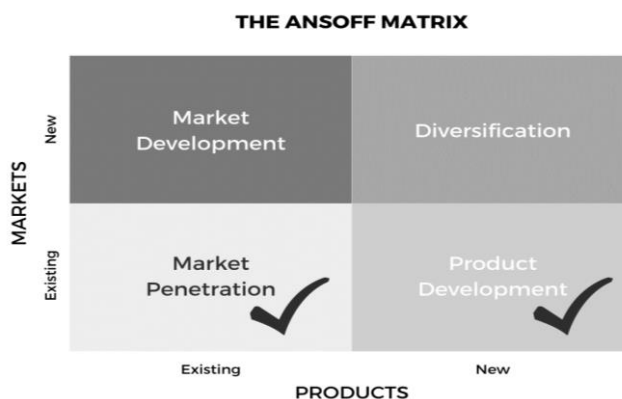 THE ANSOFF MATRIX
MARKETS
New
Market
Development
Diversification
Existing
Market
Penetration
Product
Development
Existing
New
PRODUCTS